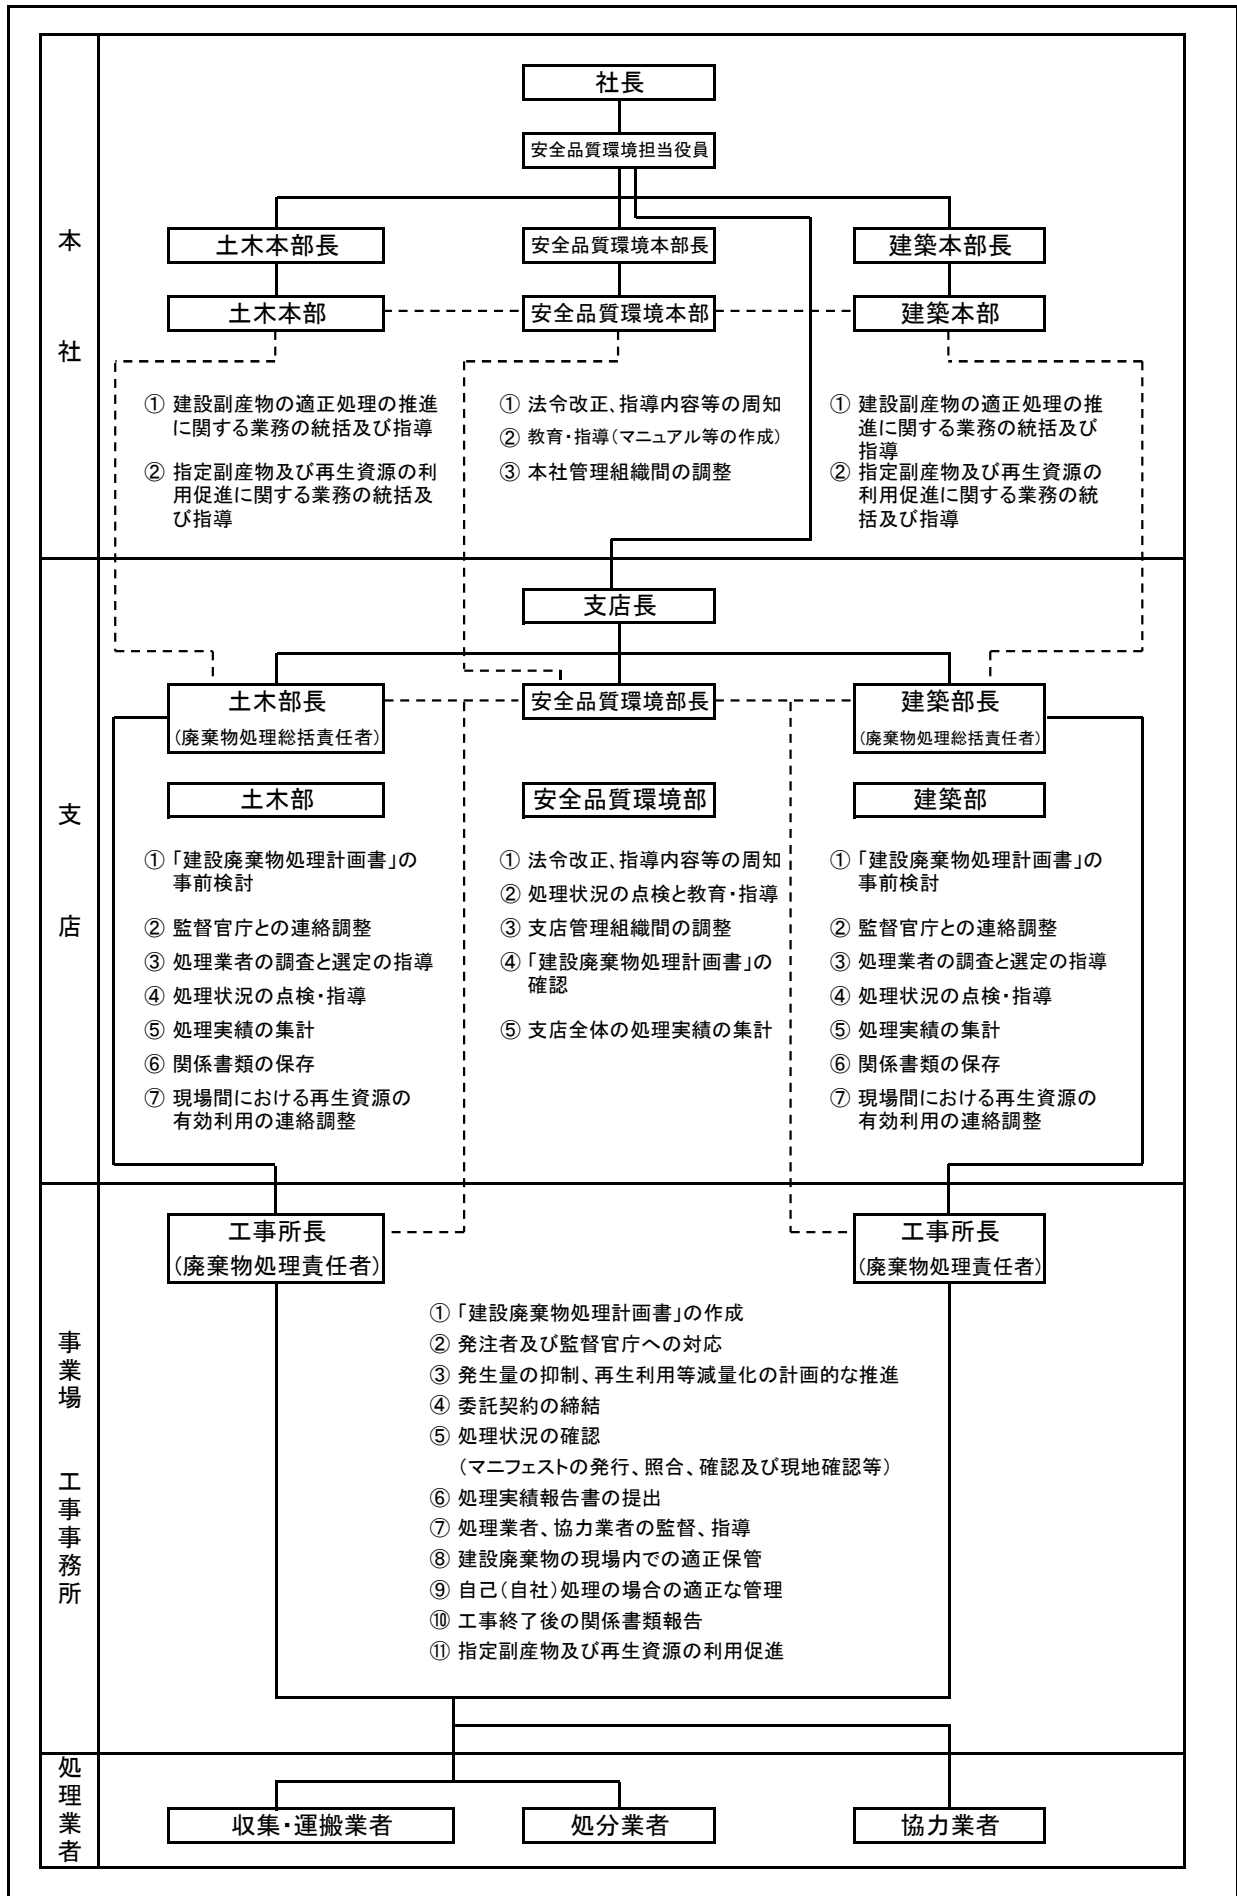 本社
社長
安全品質環境担当役員
土木本部長
安全品質環境本部長
建築本部長
土木本部
安全品質環境本部
建築本部
① 建設副産物の適正処理の推進
に関する業務の統括及び指導
② 指定副産物及び再生資源の利
用促進に関する業務の統括及
び指導
① 法令改正、指導内容等の周知
② 教育・指導(マニュアル等の作成)
③ 本社管理組織間の調整
① 建設副産物の適正処理の推
進に関する業務の統括及び
指導
② 指定副産物及び再生資源の
利用促進に関する業務の統
括及び指導
支店
支店長
土木部長
(廃棄物処理総括責任者)
安全品質環境部長
建築部長
(廃棄物処理総括責任者)
土木部
安全品質環境部
建築部
① 「建設廃棄物処理計画書」の
事前検討
② 監督官庁との連絡調整
③ 処理業者の調査と選定の指導
④ 処理状況の点検・指導
⑤ 処理実績の集計
⑥ 関係書類の保存
⑦ 現場間における再生資源の
有効利用の連絡調整
① 法令改正、指導内容等の周知
② 処理状況の点検と教育・指導
③ 支店管理組織間の調整
④ 「建設廃棄物処理計画書」の
確認
⑤ 支店全体の処理実績の集計
① 「建設廃棄物処理計画書」の
事前検討
② 監督官庁との連絡調整
③ 処理業者の調査と選定の指導
④ 処理状況の点検・指導
⑤ 処理実績の集計
⑥ 関係書類の保存
⑦ 現場間における再生資源の
有効利用の連絡調整
事業場 工事事務所
工事所長
(廃棄物処理責任者)
工事所長
(廃棄物処理責任者)
① 「建設廃棄物処理計画書」の作成
② 発注者及び監督官庁への対応
③ 発生量の抑制、再生利用等減量化の計画的な推進
④ 委託契約の締結
⑤ 処理状況の確認
(マニフェストの発行、照合、確認及び現地確認等)
⑥ 処理実績報告書の提出
⑦ 処理業者、協力業者の監督、指導
⑧ 建設廃棄物の現場内での適正保管
⑨ 自己(自社)処理の場合の適正な管理
⑩ 工事終了後の関係書類報告
⑪ 指定副産物及び再生資源の利用促進
処理業者
収集・運搬業者
処分業者
協力業者